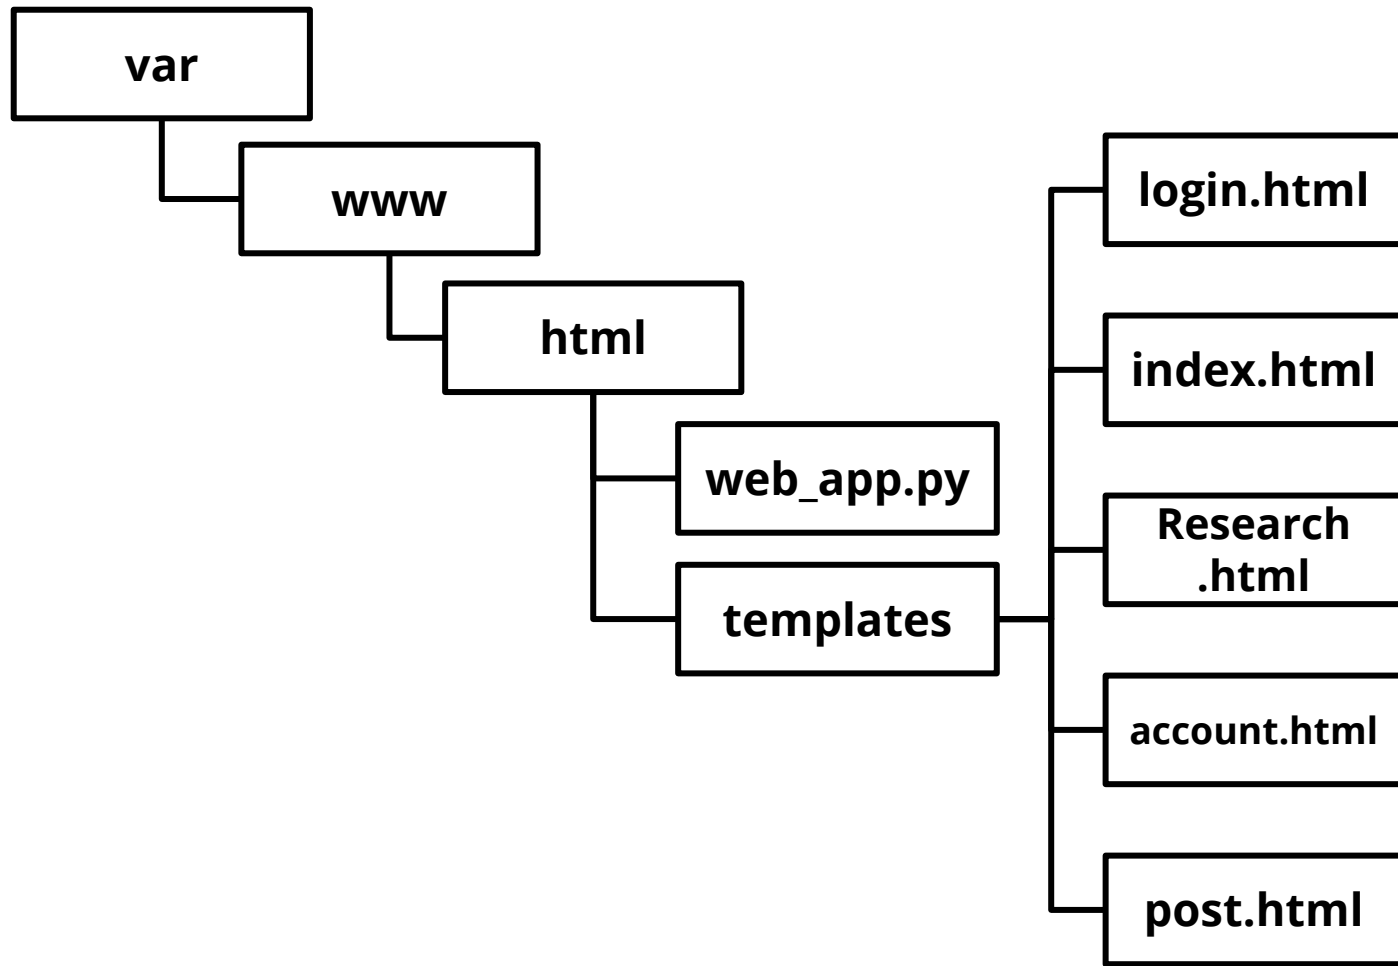 var
www
html
web_app.py
templates
login.html
index.html
Research
.html
account.html
post.html